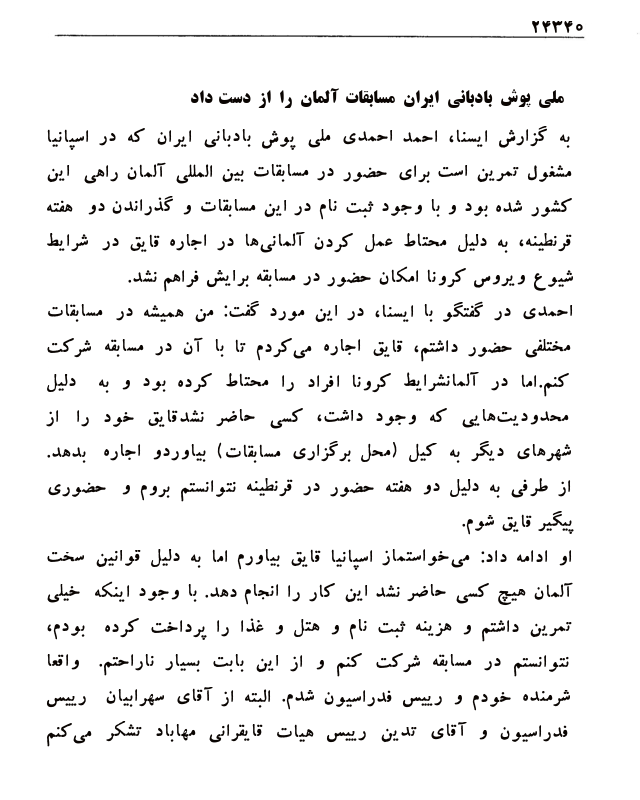 ۲۴۳۴۰
ملی پوش بادبانی ایران مسابقات آلمان را از دست داد
به گزارش ایسنا، احمد احمدی ملی پوش بادبانی ایران که در اسپانیا
مشغول تمرین است برای حضور در مسابقات بین المللی آلمان راهی این
کشور شده بود و با وجود ثبت نام در این مسابقات و گذراندن دو هفته
قرنطینه، به دلیل محتاط عمل کردن آلمانی‌ها در اجاره قایق در شرایط
شیوع ویروس کرونا امکان حضور در مسابقه برایش فراهم نشد.
احمدی در گفتگو با ایسنا، در این مورد گفت: من همیشه در مسابقات
مختلفی حضور داشتم، قایق اجاره می‌کردم تا با آن در مسابقه شرکت
کنم.اما در آلمانشرایط کرونا افراد را محتاط کرده بود و به دلیل
محدودیت‌هایی که وجود داشت، کسی حاضر نشدقایق خود را از
شهرهای دیگر به کیل (محل برگزاری مسابقات) بیاوردو اجاره بدهد.
از طرفی به دلیل دو هفته حضور در قرنطینه نتوانستم بروم و حضوری
پیگیر قایق شوم.
او ادامه داد: می‌خواستماز اسپانیا قایق بیاورم اما به دلیل قوانین سخت
آلمان هیچ کسی حاضر نشد این کار را انجام دهد. با وجود اینکه خیلی
تمرین داشتم و هزینه ثبت نام و هتل و غذا را پرداخت کرده بودم،
نتوانستم در مسابقه شرکت کنم و از این بابت بسیار ناراحتم. واقعا
شرمنده خودم و رییس فدراسیون شدم. البته از آقای سهرابیان رییس
فدراسیون و آقای تدین رییس هیات قایقرانی مهاباد تشکر می‌کنم